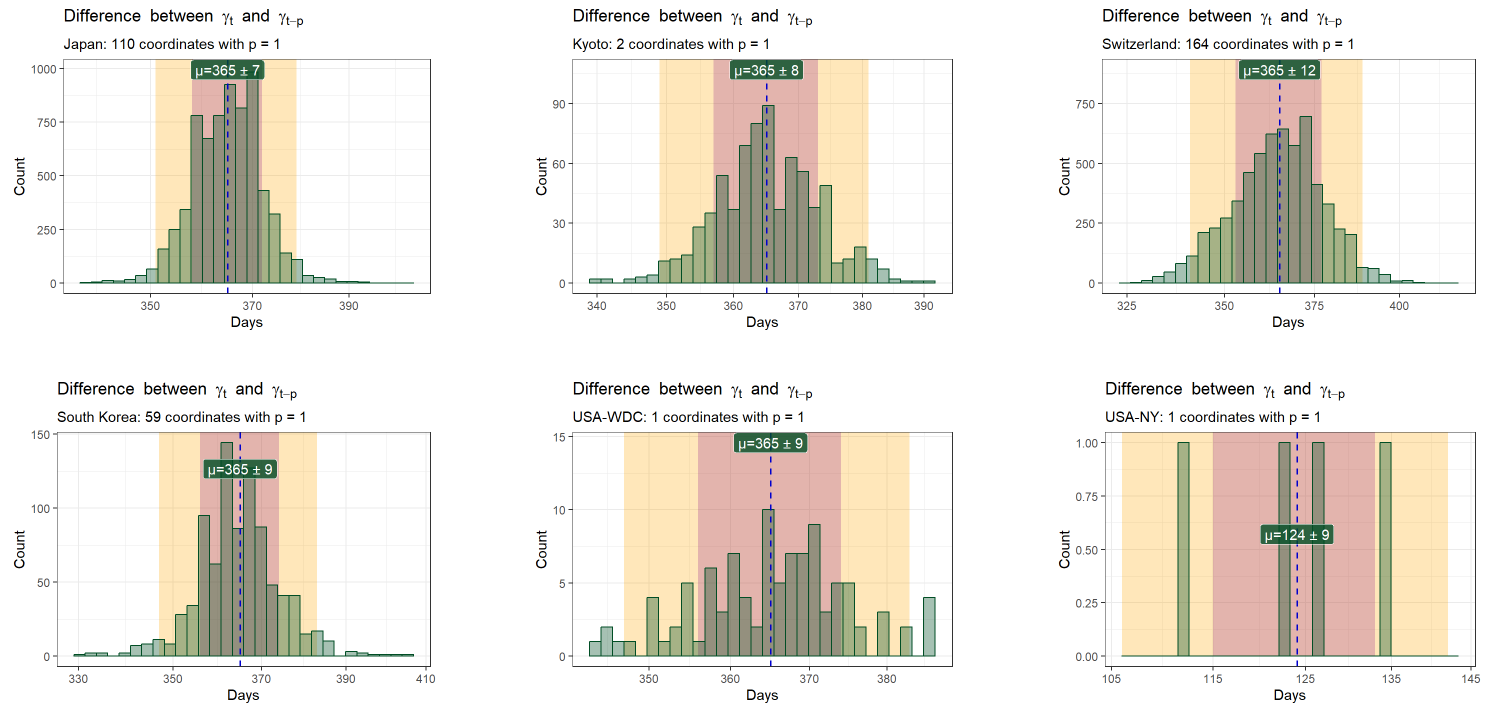 Difference between γt and γt−p
Japan: 110 coordinates with p = 1
μ=365 ± 7
1000
750
500
250
0
Count
350
370
390
Days
Difference between γt and γt−p
Kyoto: 2 coordinates with p = 1
μ=365 ± 8
90
60
30
0
Count
340
350
360
370
380
390
Days
Difference between γt and γt−p
Switzerland: 164 coordinates with p = 1
μ=365 ± 12
750
500
250
0
Count
325
350
375
400
Days
Difference between γt and γt−p
South Korea: 59 coordinates with p = 1
μ=365 ± 9
150
100
50
0
Count
330
350
370
390
410
Days
Difference between γt and γt−p
USA-WDC: 1 coordinates with p = 1
μ=365 ± 9
15
10
5
0
Count
350
360
370
380
Days
Difference between γt and γt−p
USA-NY: 1 coordinates with p = 1
μ=124 ± 9
1.00
0.75
0.50
0.25
0.00
Count
105
115
125
135
145
Days